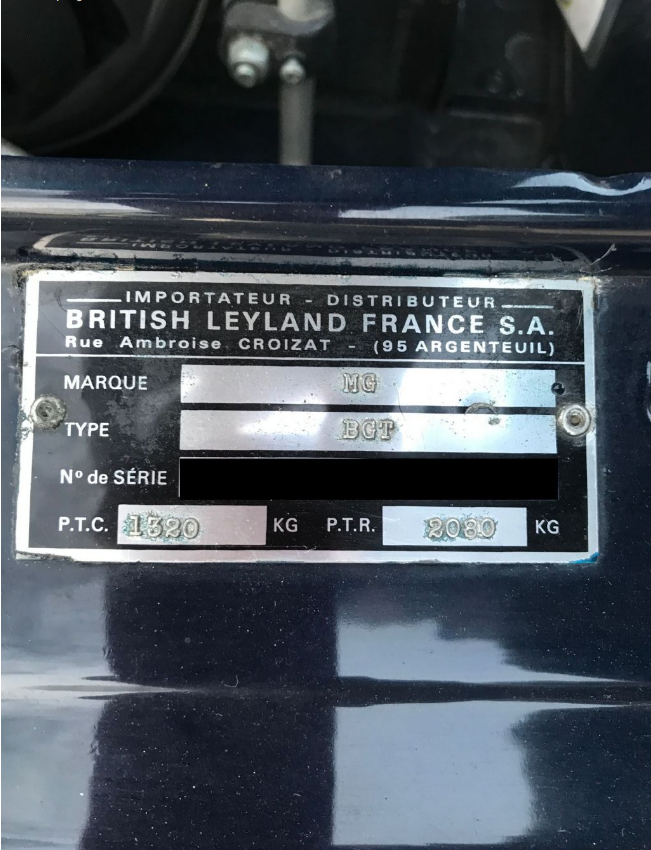 IMPORTATEUR - DISTRIBUTEUR
BRITISH LEYLAND FRANCE S.A.
Rue Ambroise CROIZAT - (95 ARGENTEUIL)
MARQUE MG
TYPE BGT
Nº de SÉRIE
P.T.C. 1320 KG P.T.R. 2080 KG